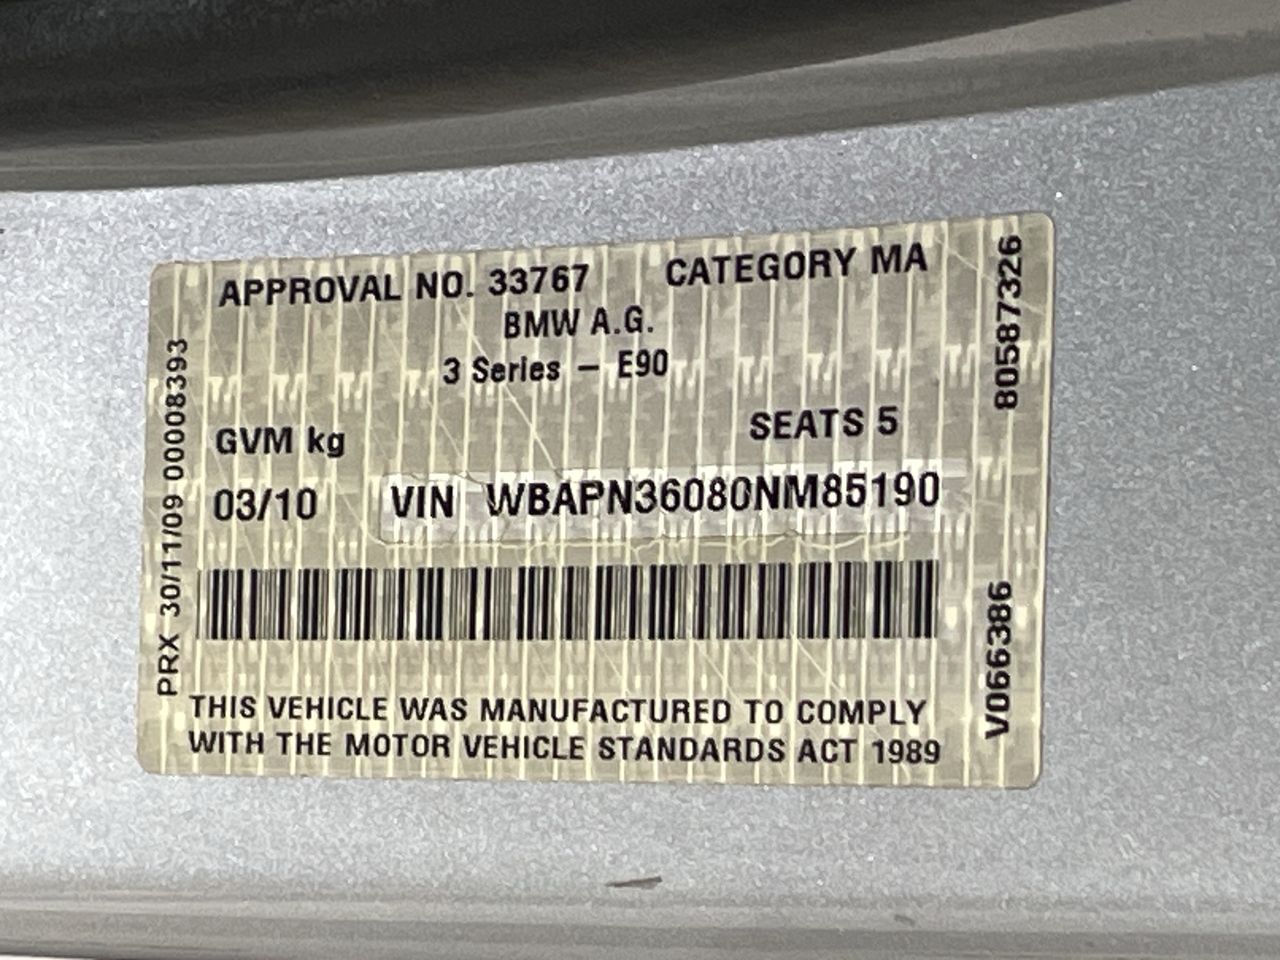 APPROVAL NO. 33767 CATEGORY MA
BMW A.G.
3 Series – E90
GVM kg SEATS 5
03/10 VIN WBAPN36080NM85190
THIS VEHICLE WAS MANUFACTURED TO COMPLY
WITH THE MOTOR VEHICLE STANDARDS ACT 1989
PRX 30/11/09 00008393
80587326
V066386